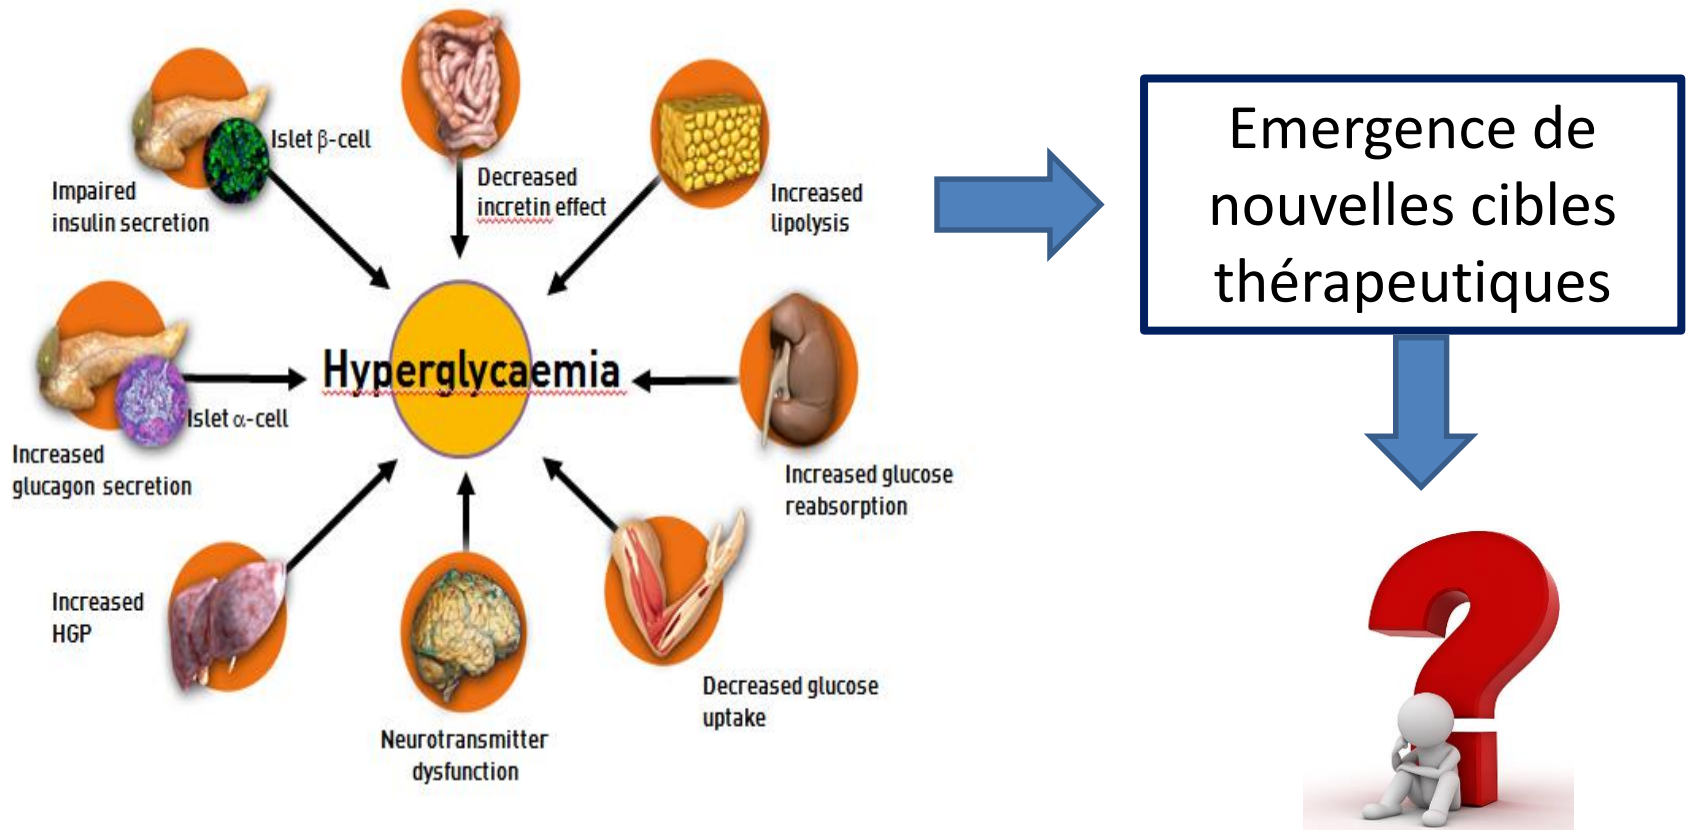 Islet β-cell
Impaired
insulin secretion
Decreased
incretin effect
Increased
lipolysis
Emergence de
nouvelles cibles
thérapeutiques
Hyperglycaemia
Islet α-cell
Increased
glucagon secretion
Increased glucose
reabsorption
Increased
HGP
Neurotransmitter
dysfunction
Decreased glucose
uptake